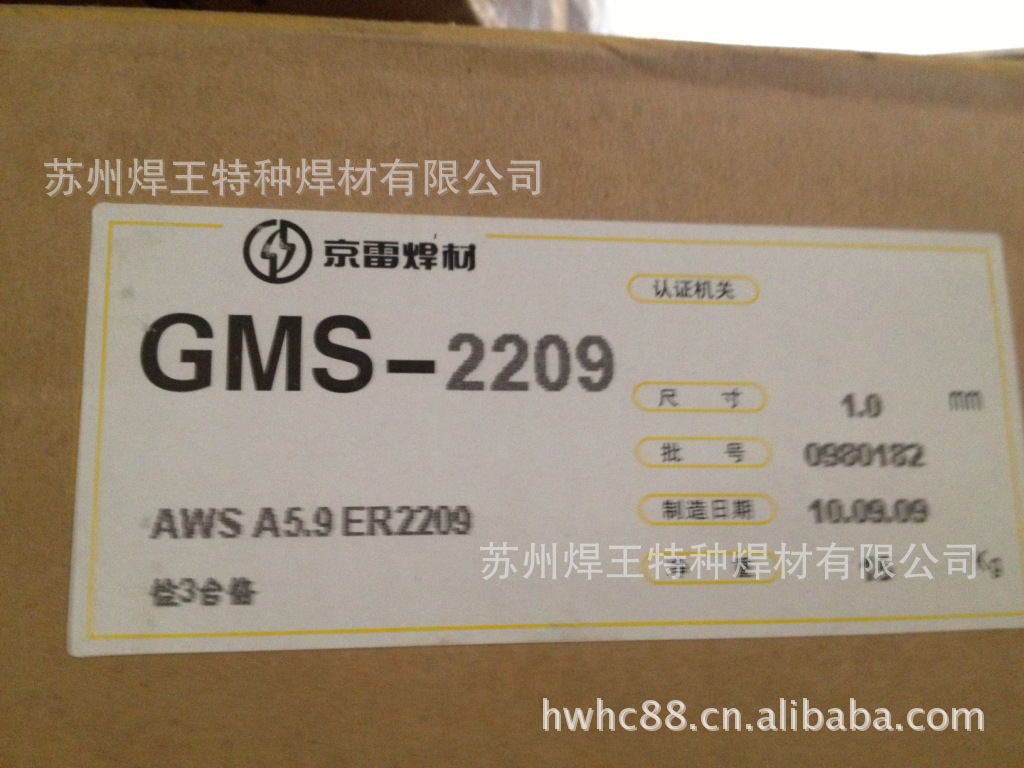 苏州焊王特种焊材有限公司
京雷焊材
GMS-2209
认证机关
尺 寸 1.0 mm
批 号 0980182
制造日期 10.09.09
AWS A5.9 ER2209
苏州焊王特种焊材有限公司
Kg
检3合格
hwhc88.cn.alibaba.com